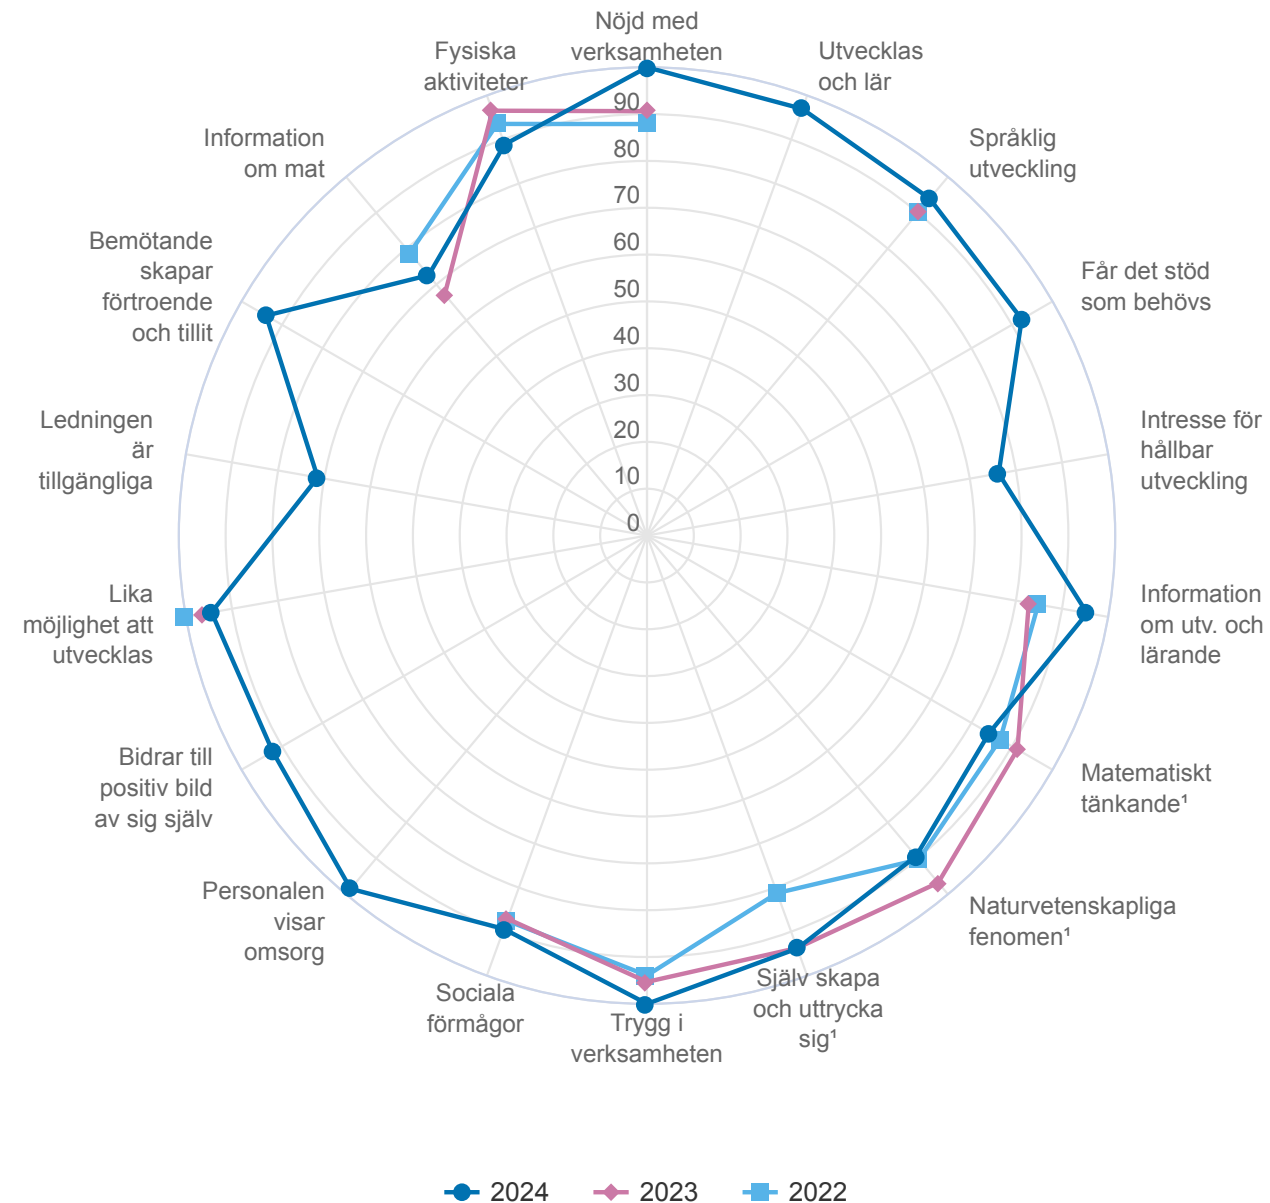 Nöjd med
verksamheten
Utvecklas
och lär
Språklig
utveckling
Får det stöd
som behövs
Intresse för
hållbar
utveckling
Information
om utv. och
lärande
Matematiskt
tänkande¹
Naturvetenskapliga
fenomen¹
Själv skapa
och uttrycka
sig¹
Trygg i
verksamheten
Sociala
förmågor
Personalen
visar
omsorg
Bidrar till
positiv bild
av sig själv
Lika
möjlighet att
utvecklas
Ledningen
är
tillgängliga
Bemötande
skapar
förtroende
och tillit
Information
om mat
Fysiska
aktiviteter
90
80
70
60
50
40
30
20
10
0
2024 2023 2022